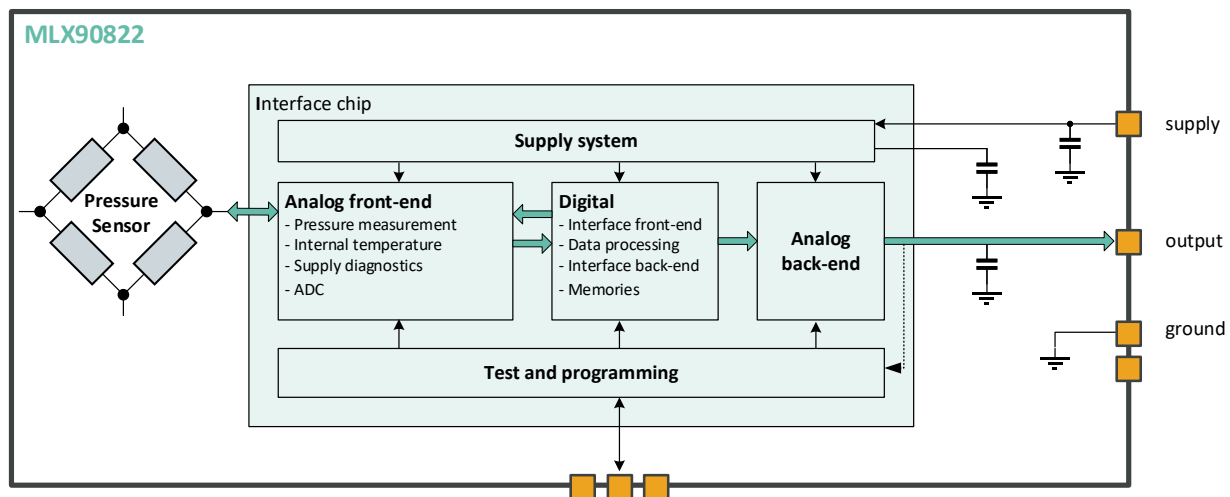 MLX90822
Interface chip
Supply system
supply
Pressure
Sensor
Analog front-end
- Pressure measurement
- Internal temperature
- Supply diagnostics
- ADC
Digital
- Interface front-end
- Data processing
- Interface back-end
- Memories
Analog
back-end
output
ground
Test and programming